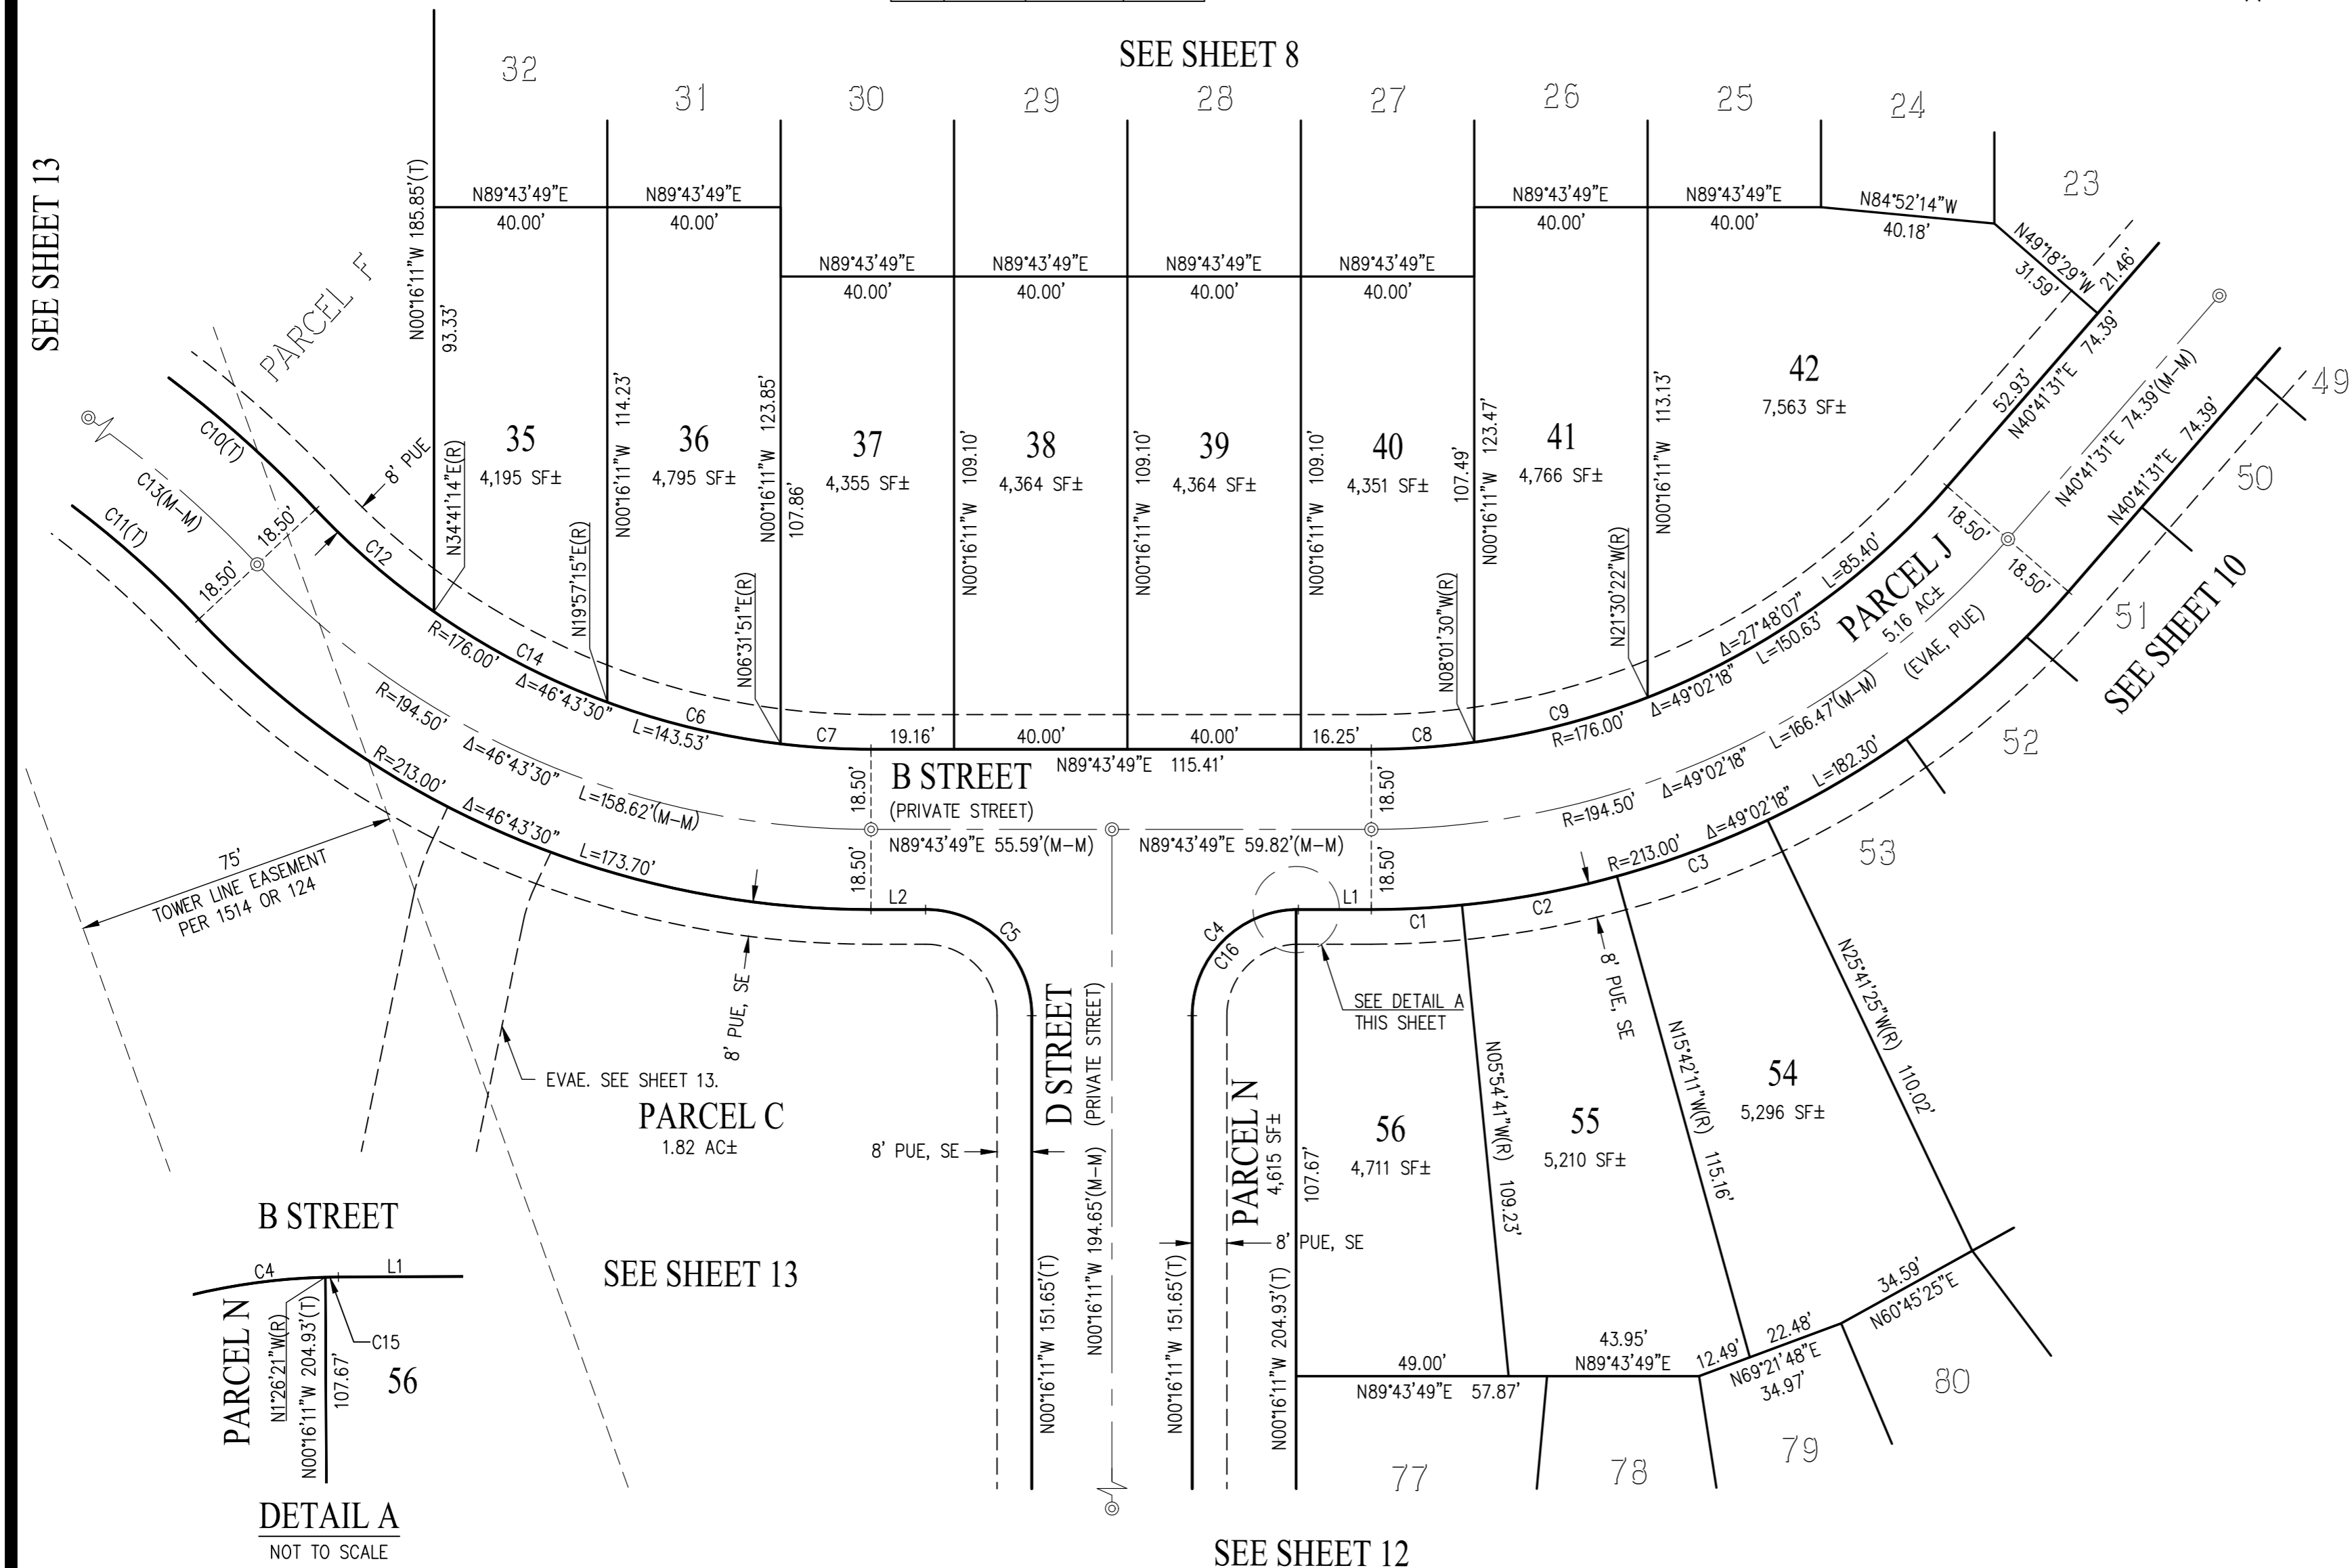 SEE SHEET 8
SEE SHEET 13
32
31
30
29
28
27
26
25
24
23
N89°43'49"E
40.00'
N89°43'49"E
40.00'
N89°43'49"E
40.00'
N89°43'49"E
40.00'
N89°43'49"E
40.00'
N89°43'49"E
40.00'
N89°43'49"E
40.00'
N89°43'49"E
40.00'
N84°52'14"W
40.18'
N49°18'29"W
31.59'
21.46'
PARCEL F
N00°16'11"W 185.85'(T)
93.33'
35
4,195 SF±
N34°41'14"E(R)
N00°16'11"W 114.23'
N19°57'15"E(R)
36
4,795 SF±
N00°16'11"W 123.85'
107.86'
N06°31'51"E(R)
37
4,355 SF±
N00°16'11"W 109.10'
38
4,364 SF±
N00°16'11"W 109.10'
39
4,364 SF±
N00°16'11"W 109.10'
40
4,351 SF±
107.49'
N00°16'11"W 123.47'
N08°01'30"W(R)
41
4,766 SF±
N00°16'11"W 113.13'
N21°30'22"W(R)
42
7,563 SF±
52.93'
N40°41'31"E 74.39'
N40°41'31"E 74.39'(M-M)
N40°41'31"E 74.39'
49
50
51
52
53
SEE SHEET 10
18.50'
18.50'
PARCEL J
5.16 AC±
(EVAE, PUE)
C10(T)
C13(M-M)
C11(T)
18.50'
18.50'
8' PUE
C12
R=176.00'
C14
Δ=46°43'30"
L=143.53'
C6
C7
19.16'
40.00'
40.00'
16.25'
C8
C9
R=176.00'
Δ=49°02'18"
L=150.63'
Δ=27°48'07"
L=85.40'
R=194.50'
Δ=46°43'30"
L=158.62'(M-M)
B STREET
(PRIVATE STREET)
N89°43'49"E 115.41'
18.50'
18.50'
18.50'
18.50'
N89°43'49"E 55.59'(M-M)
N89°43'49"E 59.82'(M-M)
R=194.50'
Δ=49°02'18"
L=166.47'(M-M)
R=213.00'
Δ=46°43'30"
L=173.70'
L2
C5
C4
C16
L1
C1
C2
R=213.00'
C3
Δ=49°02'18"
L=182.30'
75'
TOWER LINE EASEMENT
PER 1514 OR 124
8' PUE, SE
EVAE. SEE SHEET 13.
PARCEL C
1.82 AC±
8' PUE, SE
D STREET
(PRIVATE STREET)
N00°16'11"W 151.65'(T)
N00°16'11"W 194.65'(M-M)
N00°16'11"W 151.65'(T)
PARCEL N
4,615 SF±
8' PUE, SE
107.67'
N00°16'11"W 204.93'(T)
SEE DETAIL A
THIS SHEET
8' PUE, SE
56
4,711 SF±
N05°54'41"W(R) 109.23'
55
5,210 SF±
N15°42'11"W(R) 115.16'
54
5,296 SF±
N25°41'25"W(R) 110.02'
49.00'
N89°43'49"E 57.87'
43.95'
N89°43'49"E
12.49'
22.48'
N69°21'48"E
34.97'
34.59'
N60°45'25"E
77
78
79
80
SEE SHEET 13
SEE SHEET 12
B STREET
C4
L1
PARCEL N
N1°26'21"W(R)
N00°16'11"W 204.93'(T)
107.67'
C15
56
DETAIL A
NOT TO SCALE